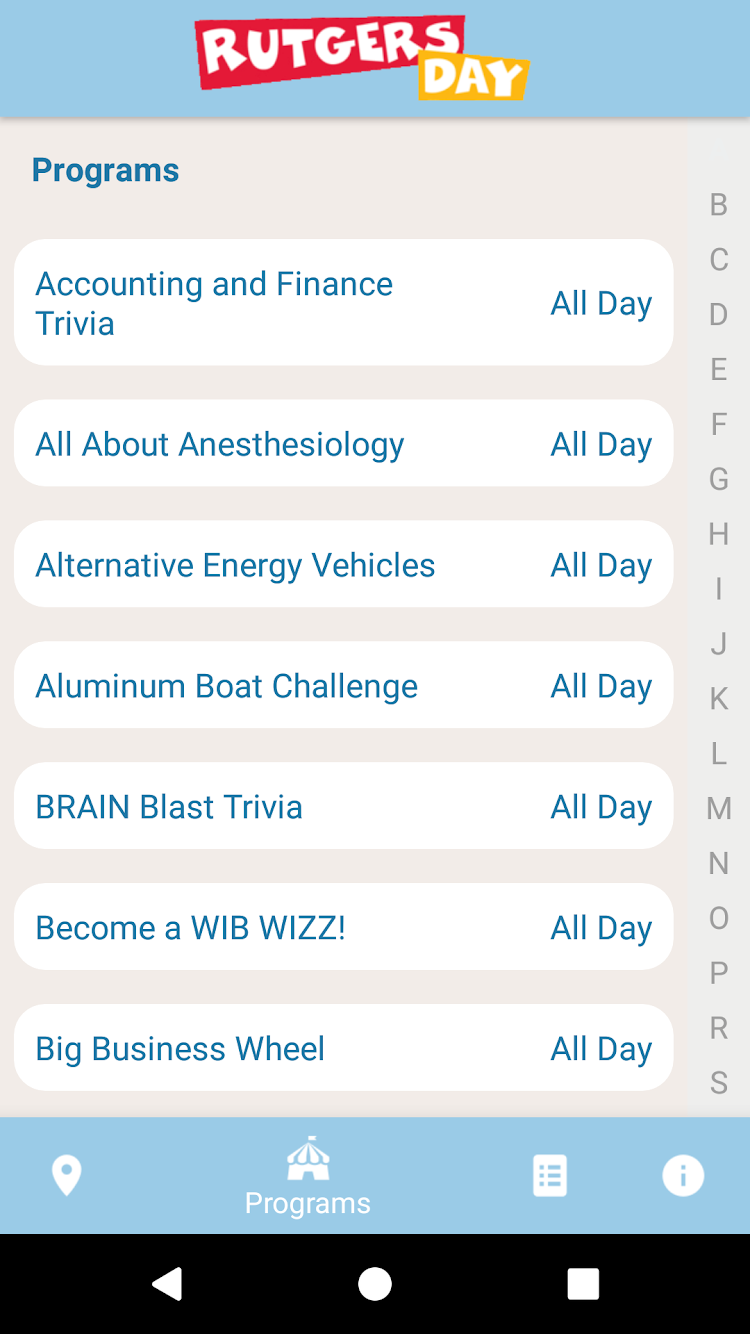 RUTGERS
DAY
Programs
Accounting and Finance
Trivia
All Day
All About Anesthesiology
All Day
Alternative Energy Vehicles
All Day
Aluminum Boat Challenge
All Day
BRAIN Blast Trivia
All Day
Become a WIB WIZZ!
All Day
Big Business Wheel
All Day
B
C
D
E
F
G
H
I
J
K
L
M
N
O
P
R
S
Programs